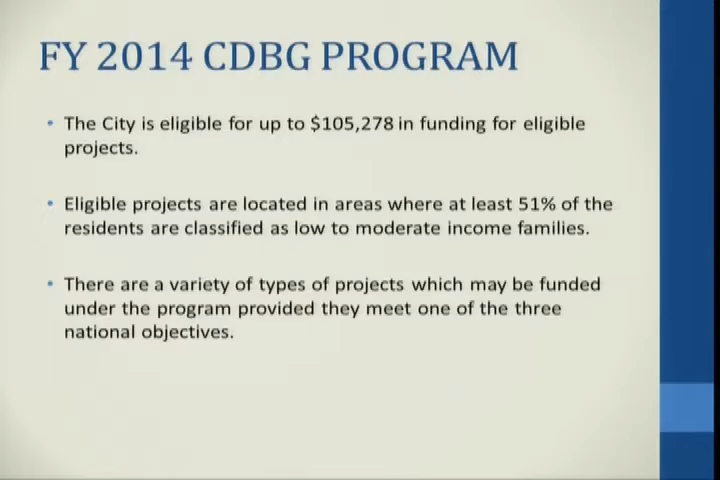 FY 2014 CDBG PROGRAM
• The City is eligible for up to $105,278 in funding for eligible
projects.
• Eligible projects are located in areas where at least 51% of the
residents are classified as low to moderate income families.
• There are a variety of types of projects which may be funded
under the program provided they meet one of the three
national objectives.